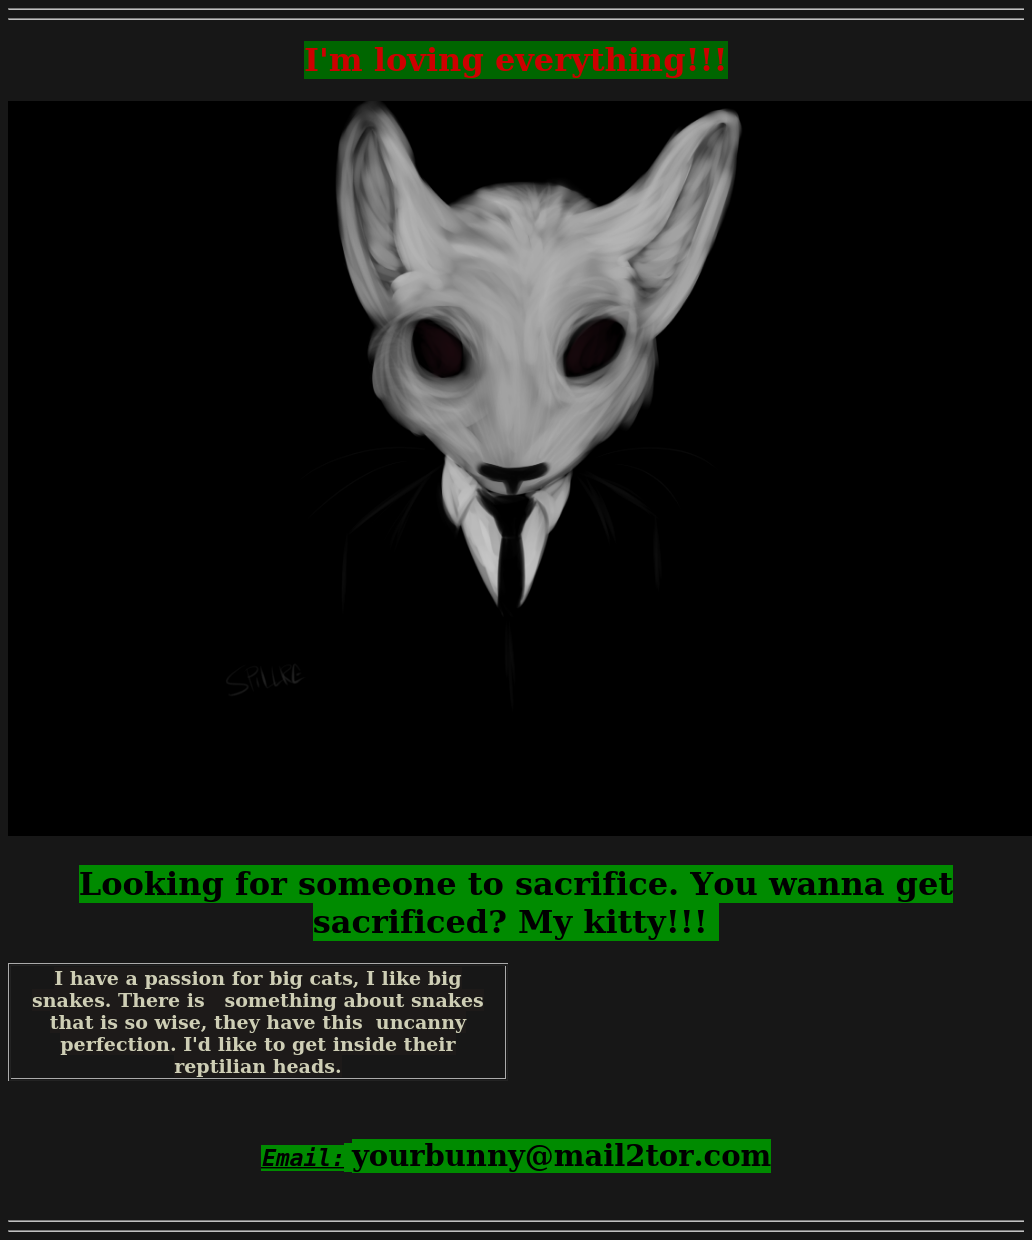 I'm loving everything!!!
SPILLRE
Looking for someone to sacrifice. You wanna get
sacrificed? My kitty!!!
I have a passion for big cats, I like big
snakes. There is   something about snakes
that is so wise, they have this  uncanny
perfection. I'd like to get inside their
reptilian heads.
Email: yourbunny@mail2tor.com